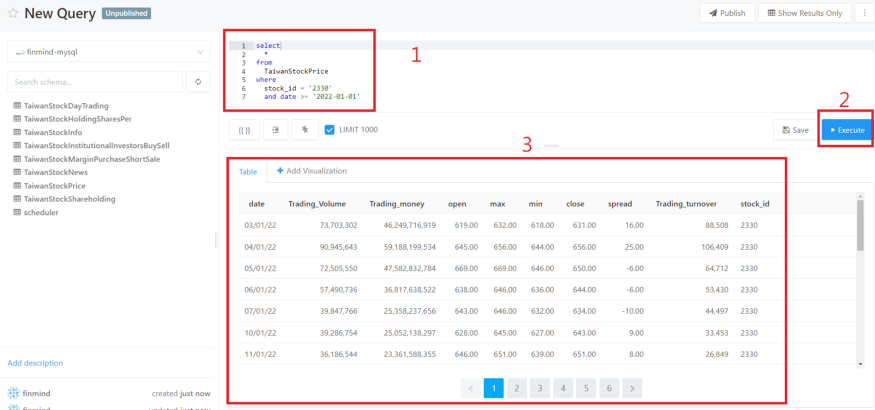 New Query Unpublished
Publish
Show Results Only
finmind-mysql
Search schema...
TaiwanStockDayTrading
TaiwanStockHoldingSharesPer
TaiwanStockInfo
TaiwanStockInstitutionalInvestorsBuySell
TaiwanStockMarginPurchaseShortSale
TaiwanStockNews
TaiwanStockPrice
TaiwanStockShareholding
scheduler
Add description
finmind created just now
finmind updated just now
1 select
2 *
3 from
4 TaiwanStockPrice
5 where
6 stock_id = '2330'
7 and date >= '2022-01-01'
1
2
{{ }} LIMIT 1000 Save Execute
3
Table + Add Visualization
date Trading_Volume Trading_money open max min close spread Trading_turnover stock_id
03/01/22 73,703,302 46,249,716,919 619.00 632.00 618.00 631.00 16.00 88,508 2330
04/01/22 90,945,643 59,188,199,534 645.00 656.00 644.00 656.00 25.00 106,409 2330
05/01/22 72,505,550 47,582,832,784 669.00 669.00 646.00 650.00 -6.00 64,712 2330
06/01/22 57,490,736 36,817,638,522 638.00 646.00 636.00 644.00 -6.00 53,430 2330
07/01/22 39,847,766 25,358,237,656 643.00 646.00 632.00 634.00 -10.00 44,497 2330
10/01/22 39,286,754 25,052,138,297 628.00 645.00 627.00 643.00 9.00 33,453 2330
11/01/22 36,186,544 23,361,588,355 646.00 651.00 639.00 651.00 8.00 26,849 2330
< 1 2 3 4 5 6 >